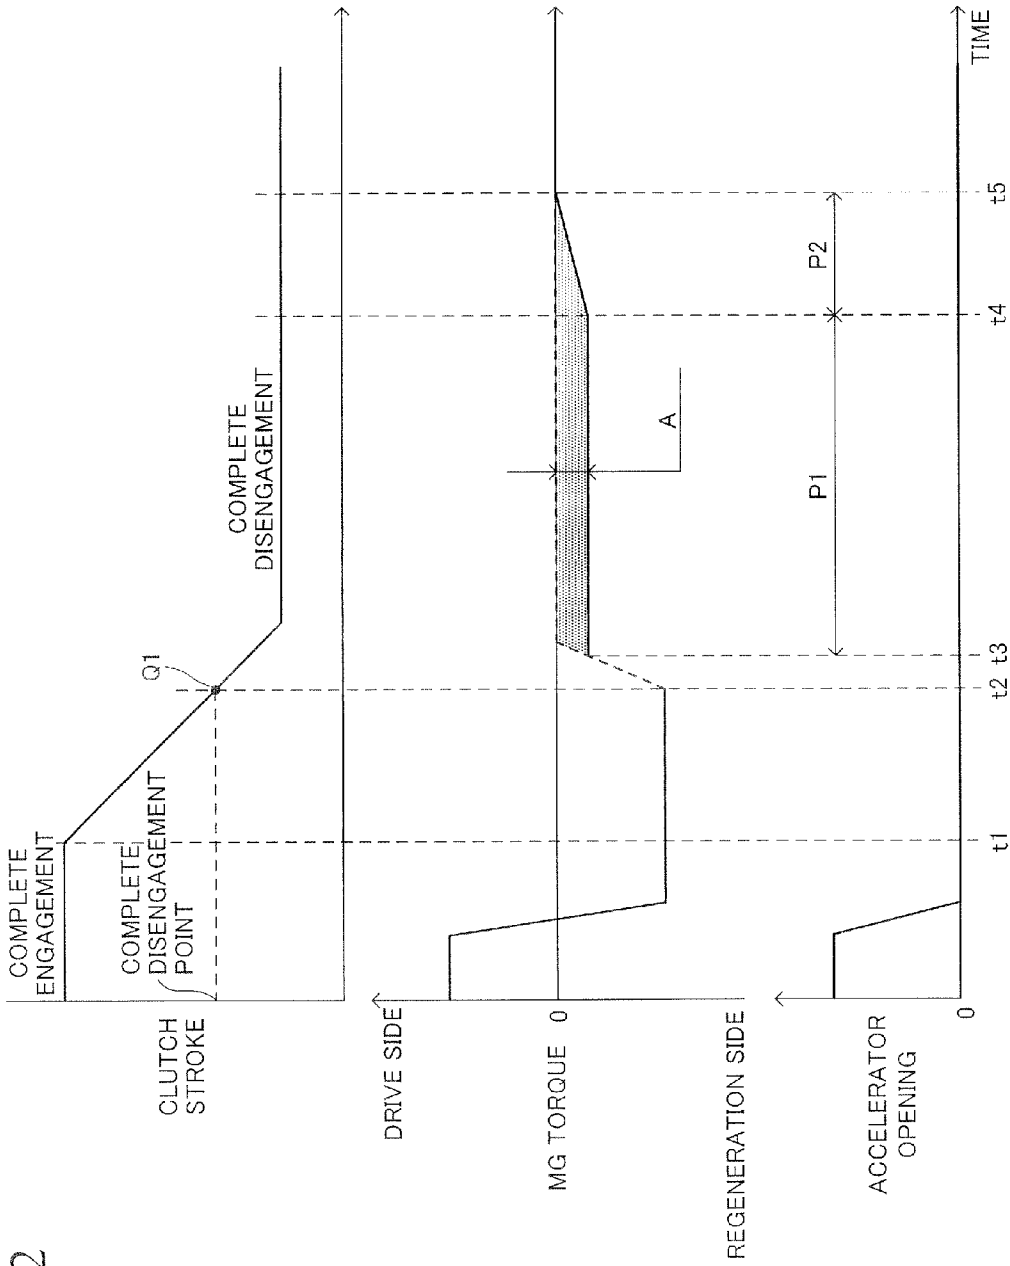 2
COMPLETE
ENGAGEMENT
COMPLETE
DISENGAGEMENT
POINT
Q1
COMPLETE
DISENGAGEMENT
CLUTCH
STROKE
DRIVE SIDE
MG TORQUE 0
REGENERATION SIDE
A
P1
P2
ACCELERATOR
OPENING
0
t1
t2
t3
t4
t5
TIME